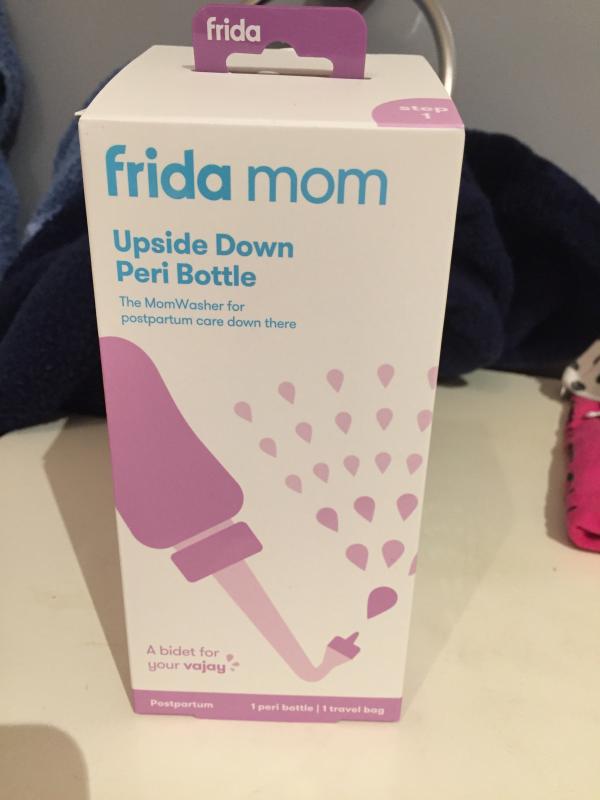 frida
step
1
frida mom
Upside Down
Peri Bottle
The MomWasher for
postpartum care down there
A bidet for
your vajay
Postpartum 1 peri bottle | 1 travel bag